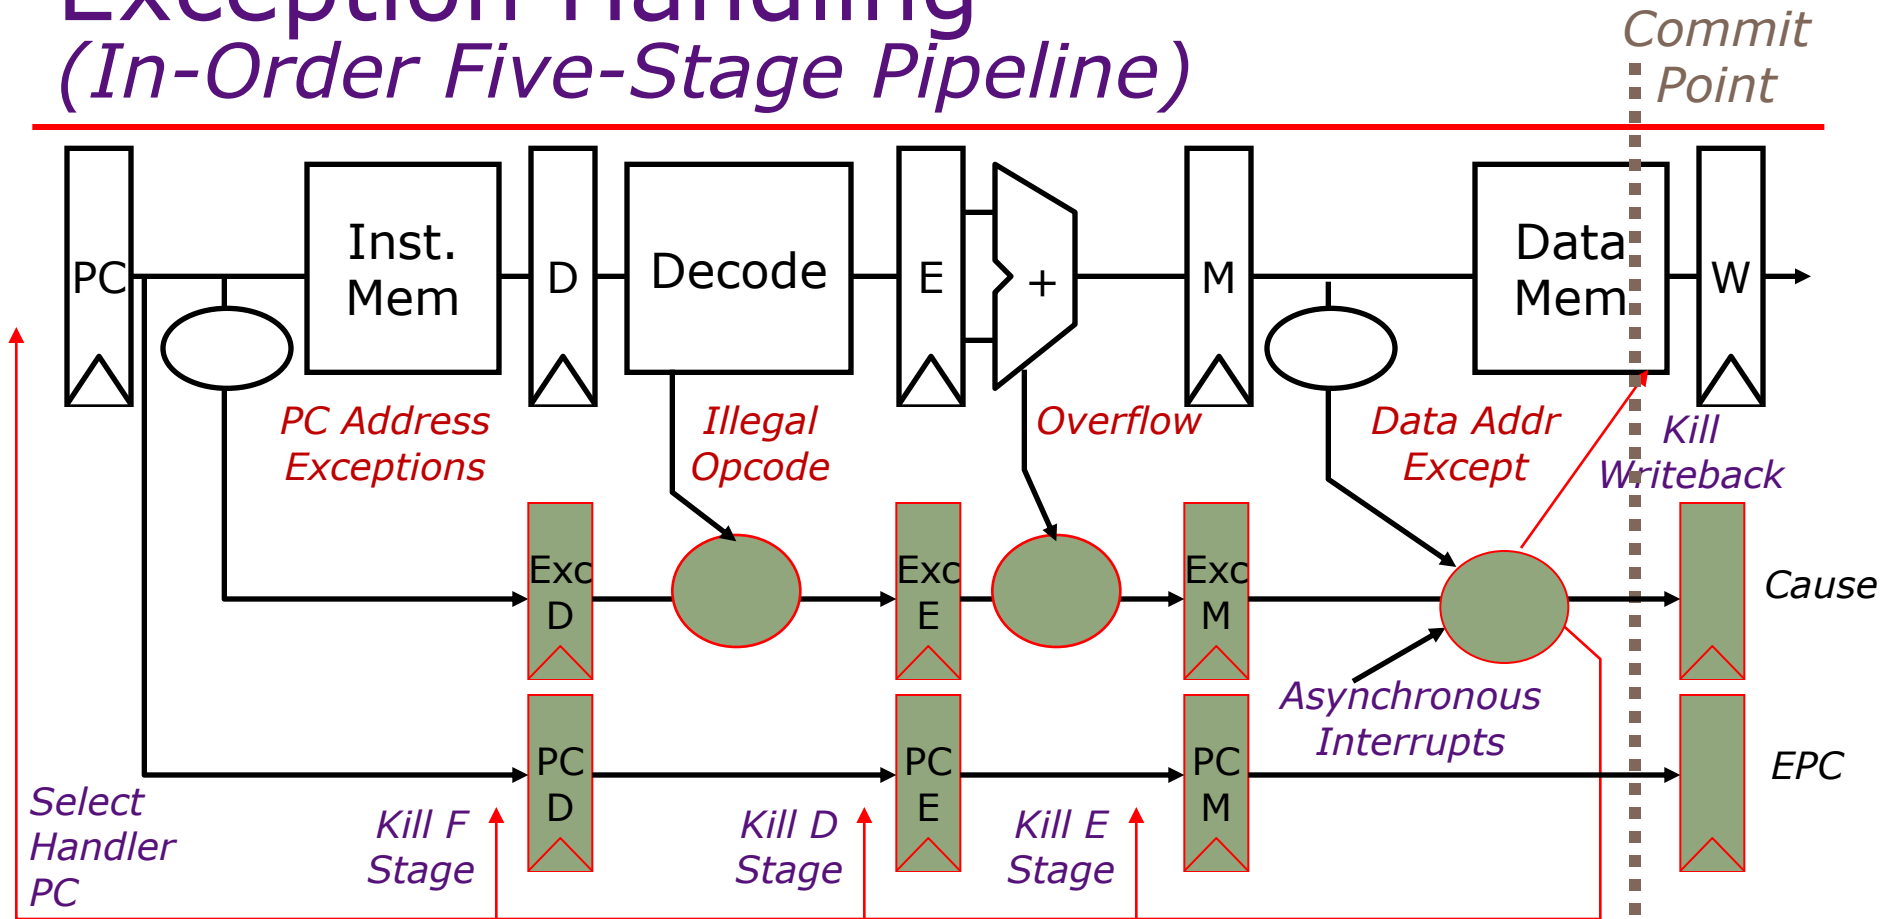 Exception Handling
(In-Order Five-Stage Pipeline)
Commit
Point
PC
Inst.
Mem
D
Decode
E
+
M
Data
Mem
W
PC Address
Exceptions
Illegal
Opcode
Overflow
Data Addr
Except
Kill
Writeback
Exc
D
Exc
E
Exc
M
Cause
Asynchronous
Interrupts
PC
D
PC
E
PC
M
EPC
Select
Handler
PC
Kill F
Stage
Kill D
Stage
Kill E
Stage